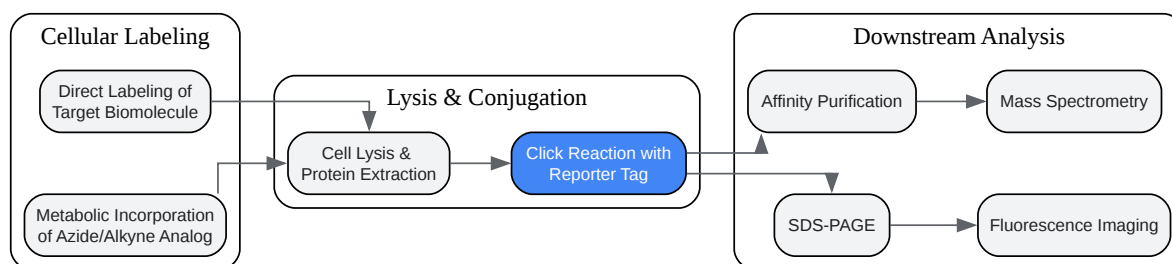 Cellular Labeling
Direct Labeling of
Target Biomolecule
Metabolic Incorporation
of Azide/Alkyne Analog
Lysis & Conjugation
Cell Lysis &
Protein Extraction
Click Reaction with
Reporter Tag
Downstream Analysis
Affinity Purification
Mass Spectrometry
SDS-PAGE
Fluorescence Imaging